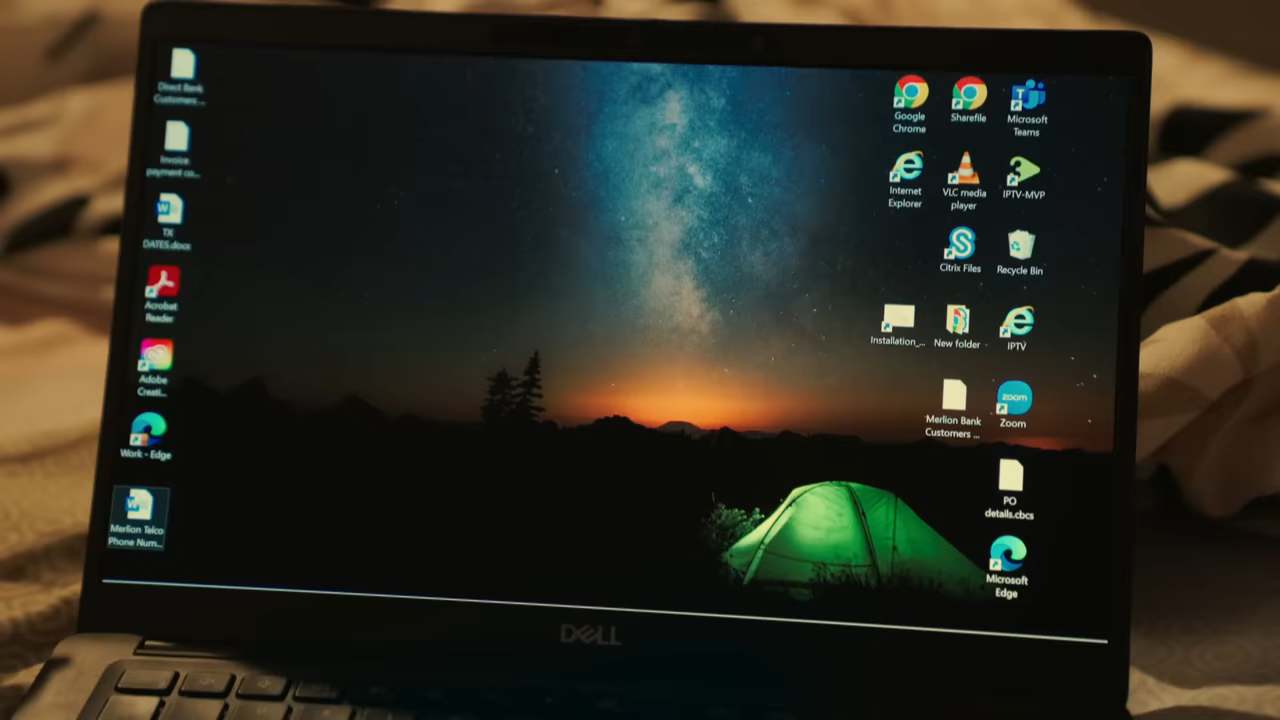 Direct Bank
Customers ...
Invoice
payment co...
TX
DATES.docx
Acrobat
Reader
Adobe
Creati...
Work - Edge
Merlion Telco
Phone Num...
Google
Chrome
Sharefile
Microsoft
Teams
Internet
Explorer
VLC media
player
IPTV-MVP
Citrix Files
Recycle Bin
Installation_...
New folder
IPTV
Merlion Bank
Customers ...
zoom
Zoom
PO
details.cbcs
Microsoft
Edge
DELL